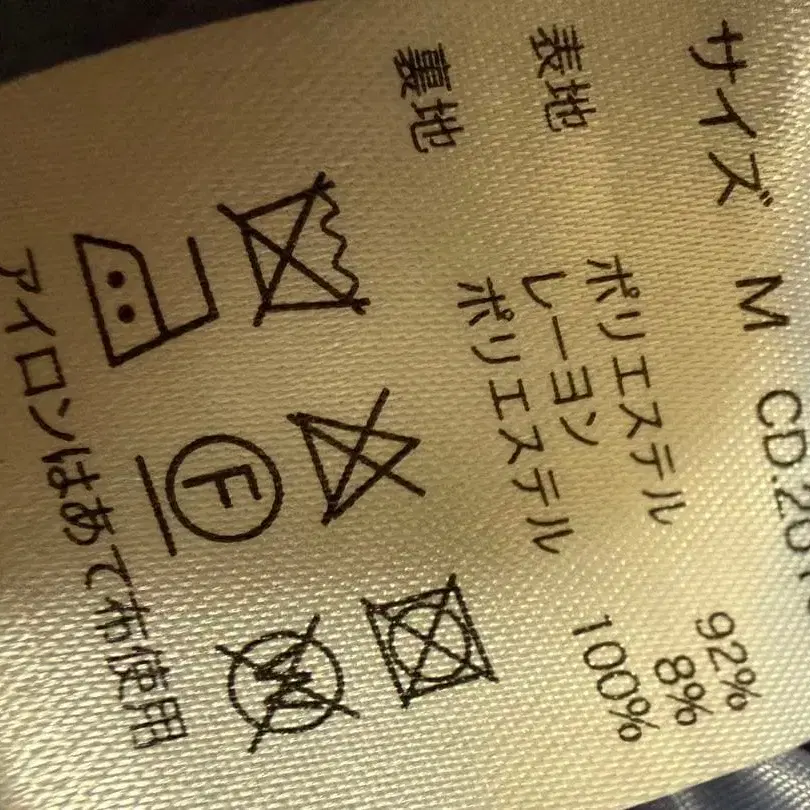 サイズ M CD.201
表地 ポリエステル 92%
レーヨン 8%
裏地 ポリエステル 100%
F W
アイロンはあて布使用